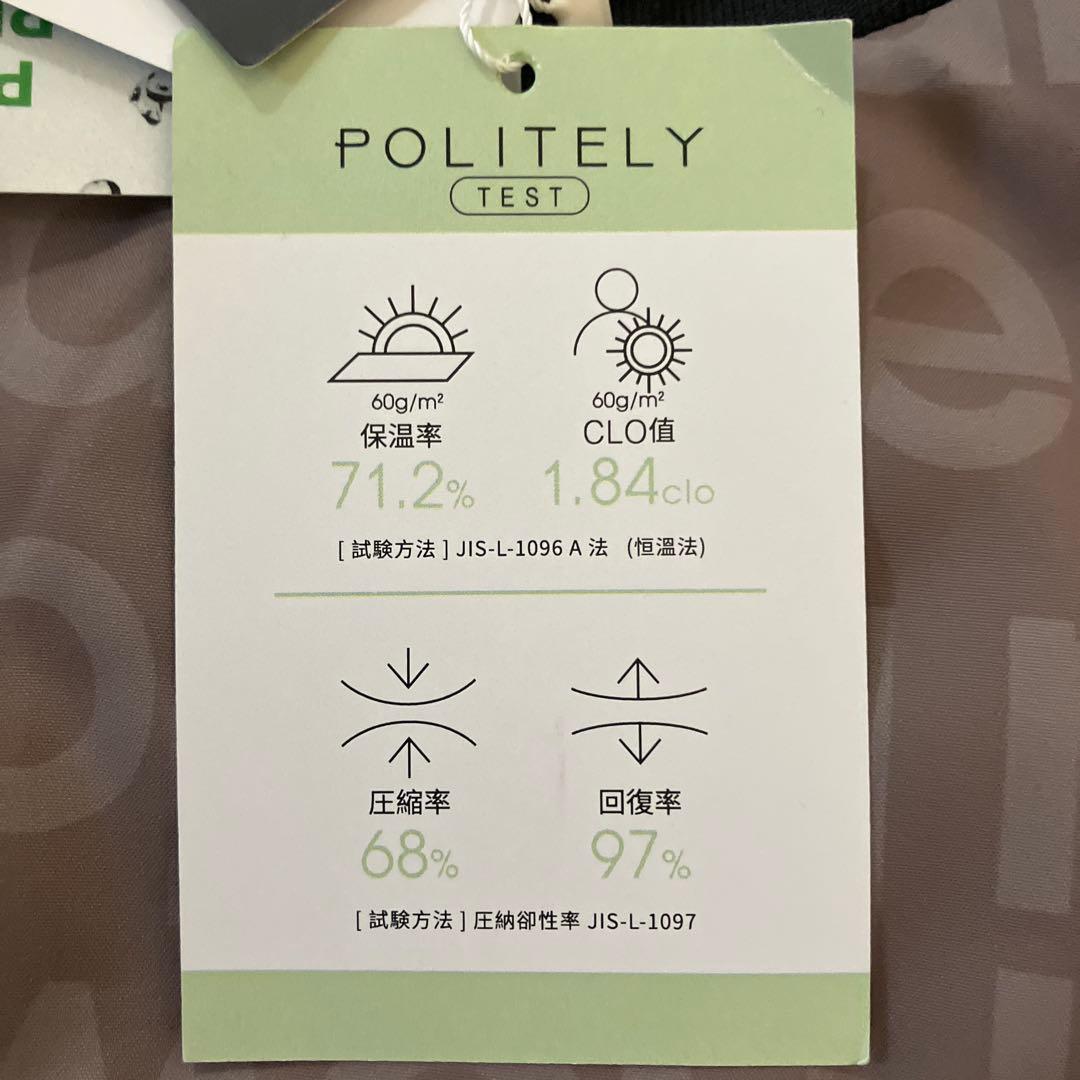 POLITELY
TEST
60g/m²
保温率
71.2%
60g/m²
CLO值
1.84clo
[ 試験方法 ] JIS-L-1096 A 法 (恒溫法)
圧縮率
68%
回復率
97%
[ 試験方法 ] 圧納卻性率 JIS-L-1097